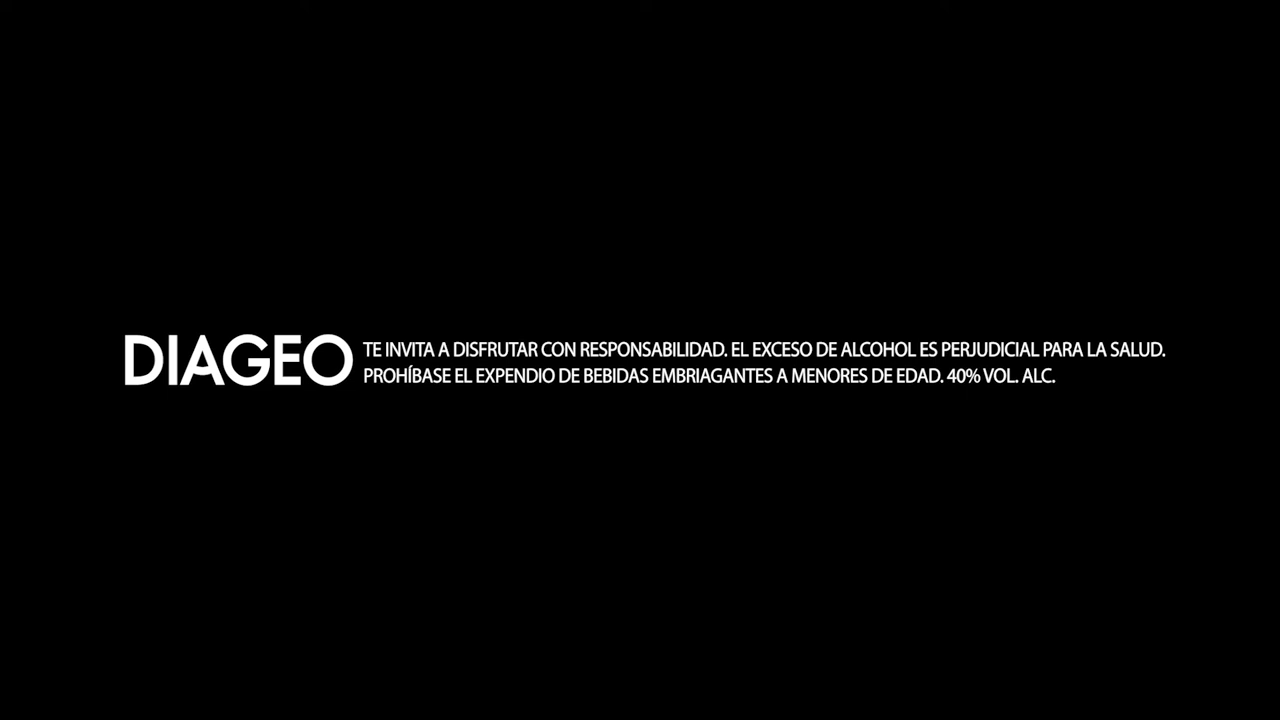 DIAGEO
TE INVITA A DISFRUTAR CON RESPONSABILIDAD. EL EXCESO DE ALCOHOL ES PERJUDICIAL PARA LA SALUD.
PROHÍBASE EL EXPENDIO DE BEBIDAS EMBRIAGANTES A MENORES DE EDAD. 40% VOL. ALC.